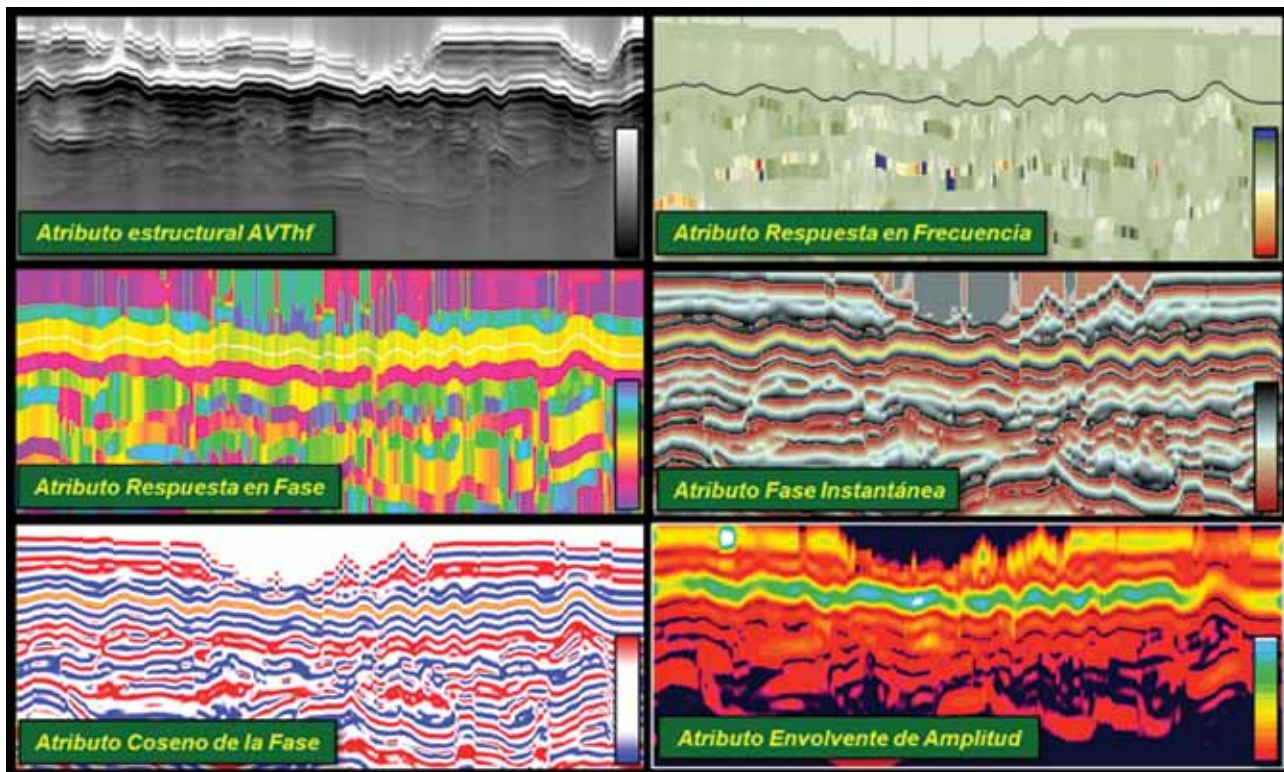 Atributo estructural AVThf
Atributo Respuesta en Frecuencia
Atributo Respuesta en Fase
Atributo Fase Instantánea
Atributo Coseno de la Fase
Atributo Envolvente de Amplitud